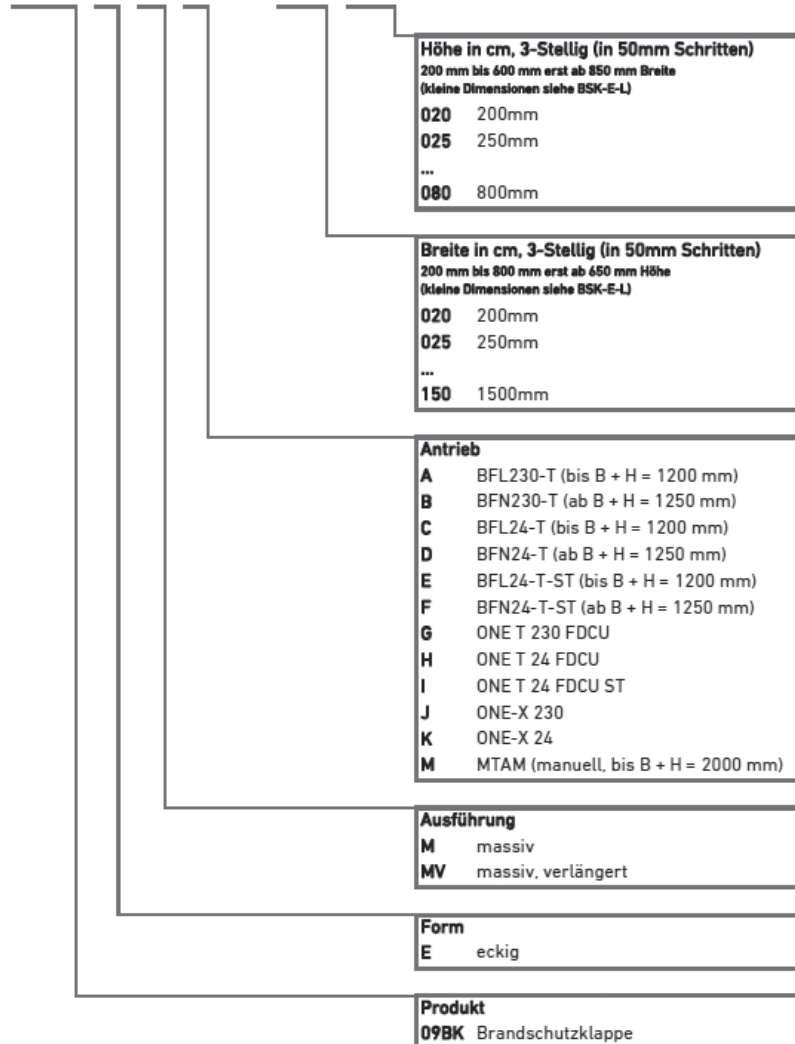 Höhe in cm, 3-Stellig (in 50mm Schritten)
200 mm bis 600 mm erst ab 850 mm Breite
(kleine Dimensionen siehe BSK-E-L)
020 200mm
025 250mm
...
080 800mm
Breite in cm, 3-Stellig (in 50mm Schritten)
200 mm bis 800 mm erst ab 650 mm Höhe
(kleine Dimensionen siehe BSK-E-L)
020 200mm
025 250mm
...
150 1500mm
Antrieb
A BFL230-T (bis B + H = 1200 mm)
B BFN230-T (ab B + H = 1250 mm)
C BFL24-T (bis B + H = 1200 mm)
D BFN24-T (ab B + H = 1250 mm)
E BFL24-T-ST (bis B + H = 1200 mm)
F BFN24-T-ST (ab B + H = 1250 mm)
G ONE T 230 FDCU
H ONE T 24 FDCU
I ONE T 24 FDCU ST
J ONE-X 230
K ONE-X 24
M MTAM (manuell, bis B + H = 2000 mm)
Ausführung
M massiv
MV massiv, verlängert
Form
E eckig
Produkt
09BK Brandschutzklappe